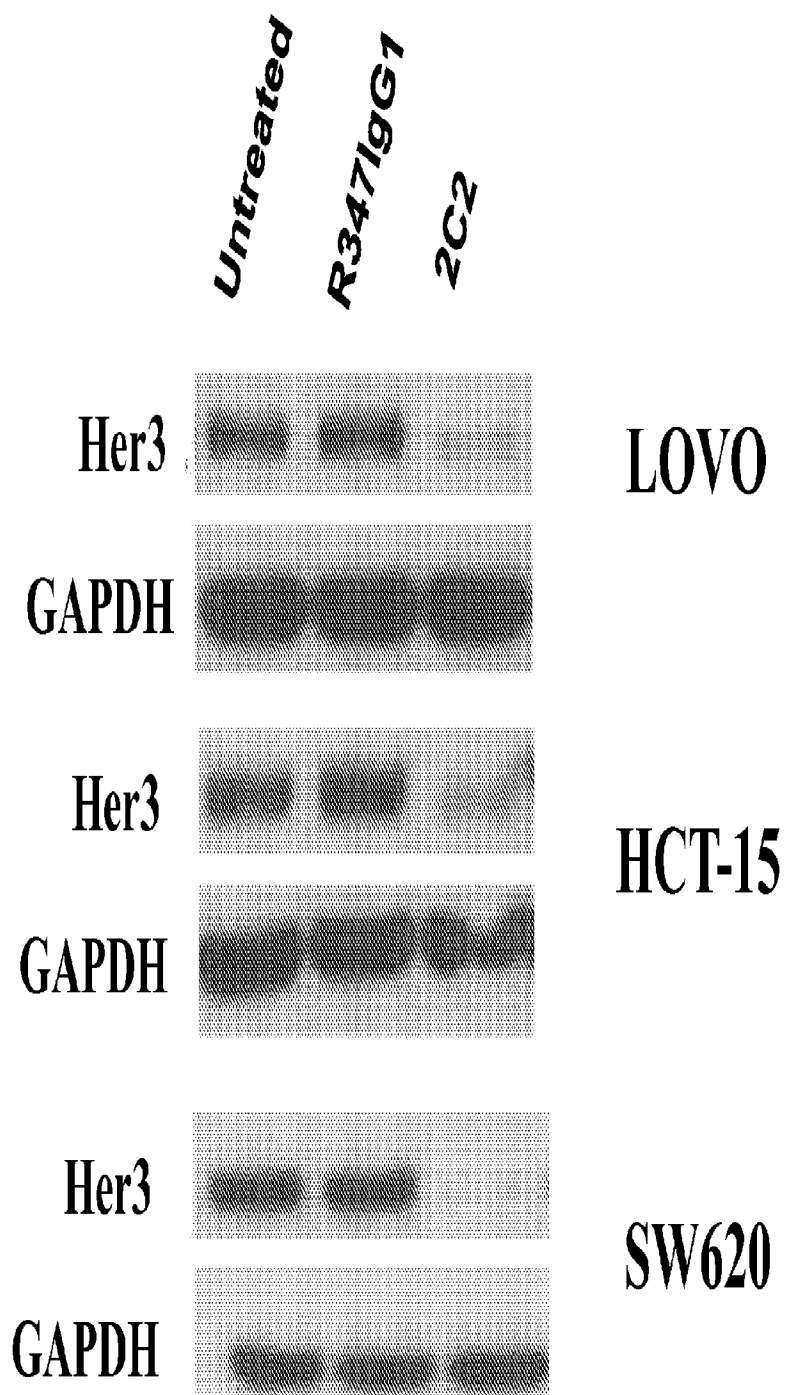 Untreated R347IgG1 2C2
Her3
LOVO
GAPDH
Her3
HCT-15
GAPDH
Her3
SW620
GAPDH